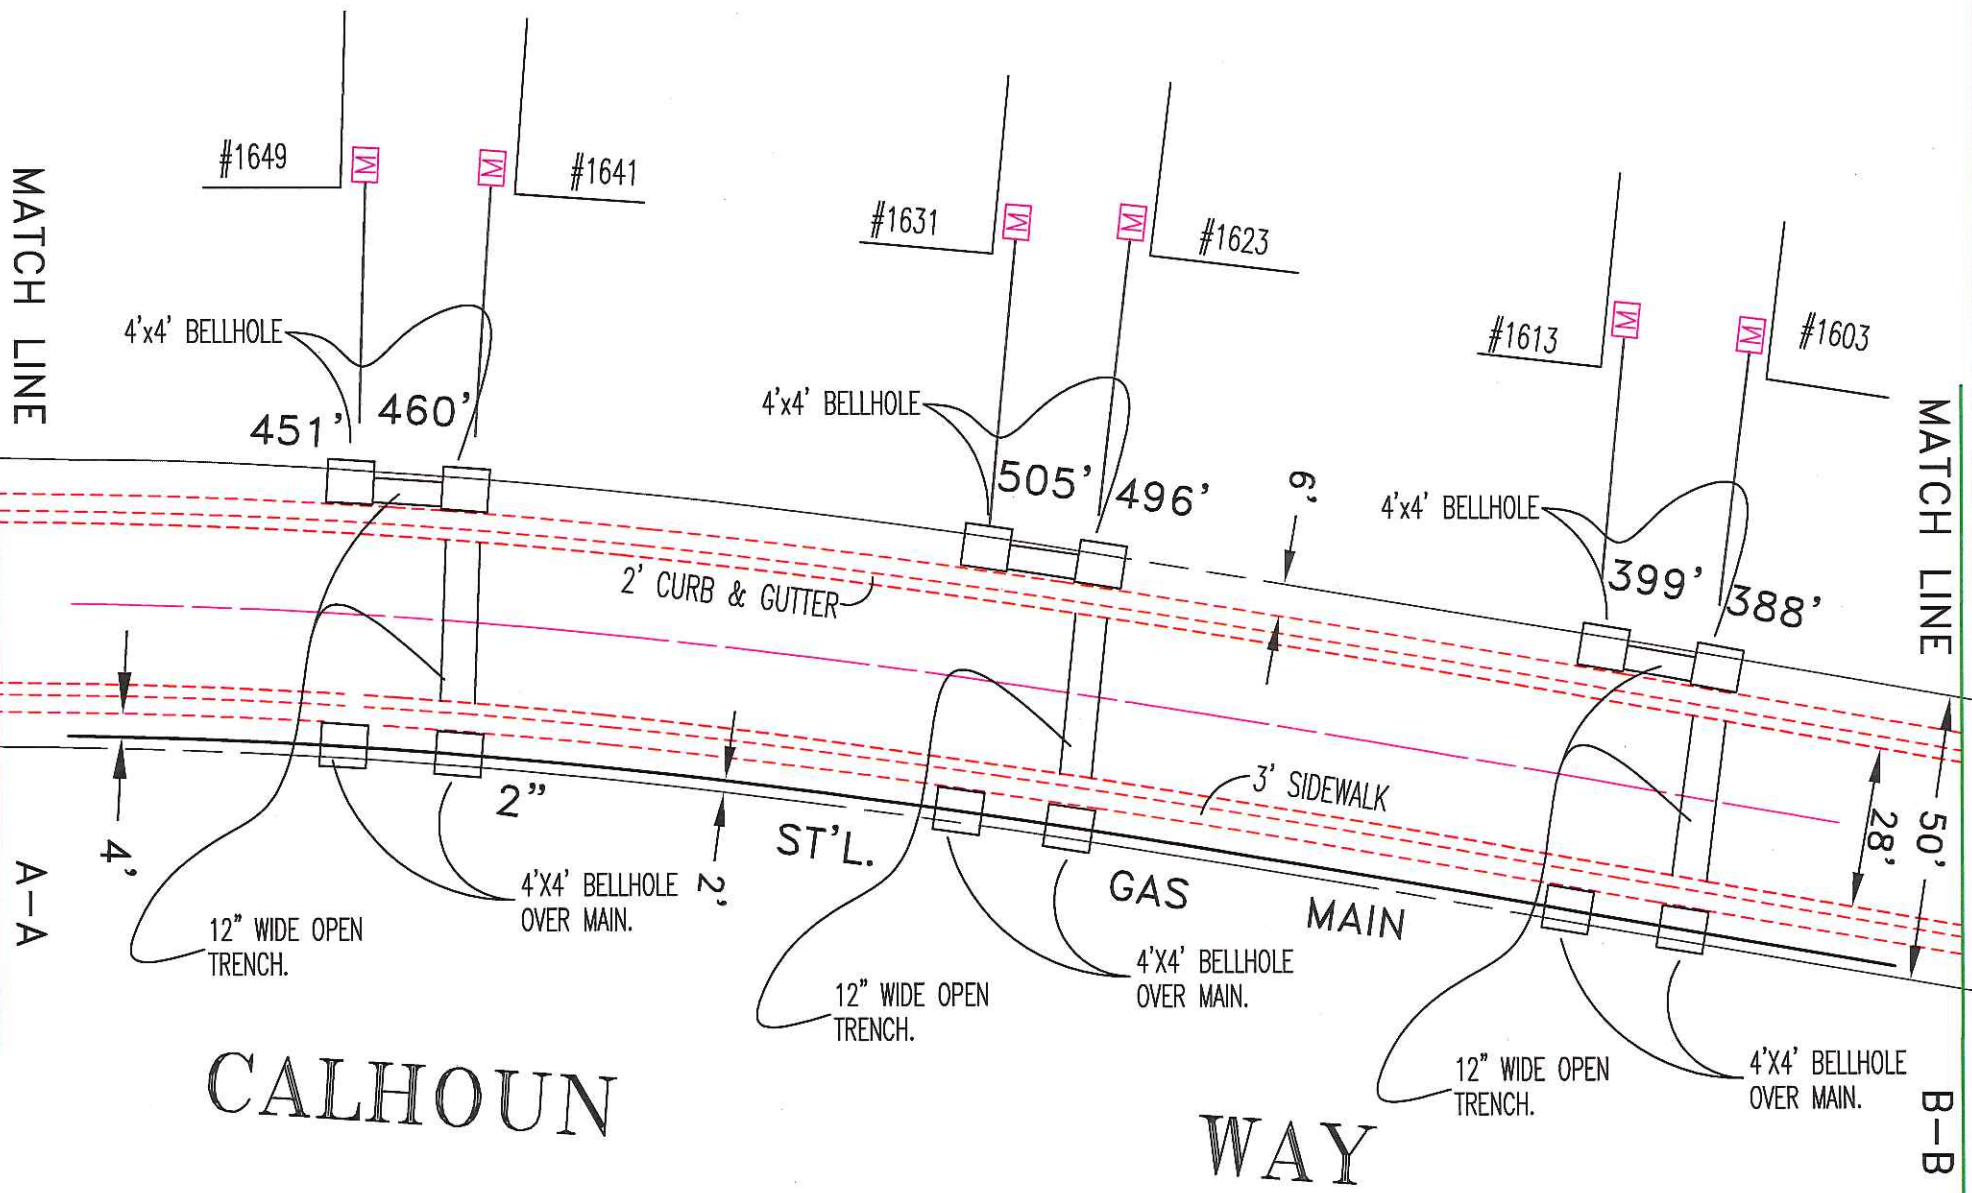 #1649
M
M
#1641
#1631
M
M
#1623
#1613
M
M
#1603
MATCH LINE
A-A
4'x4' BELLHOLE
451'
460'
4'x4' BELLHOLE
505'
496'
6'
4'x4' BELLHOLE
399'
388'
MATCH LINE
B-B
2' CURB & GUTTER
3' SIDEWALK
28'
50'
4'
2"
ST'L.
GAS
MAIN
2'
12" WIDE OPEN
TRENCH.
4'X4' BELLHOLE
OVER MAIN.
12" WIDE OPEN
TRENCH.
4'X4' BELLHOLE
OVER MAIN.
12" WIDE OPEN
TRENCH.
4'X4' BELLHOLE
OVER MAIN.
CALHOUN
WAY